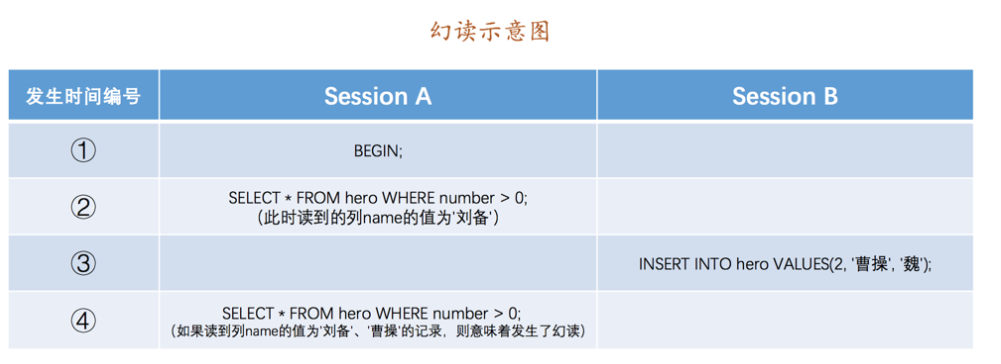 幻读示意图
发生时间编号 Session A Session B
① BEGIN;
② SELECT * FROM hero WHERE number > 0;
（此时读到的列name的值为'刘备'）
③ INSERT INTO hero VALUES(2, '曹操', '魏');
④ SELECT * FROM hero WHERE number > 0;
（如果读到列name的值为'刘备'、'曹操'的记录，则意味着发生了幻读）